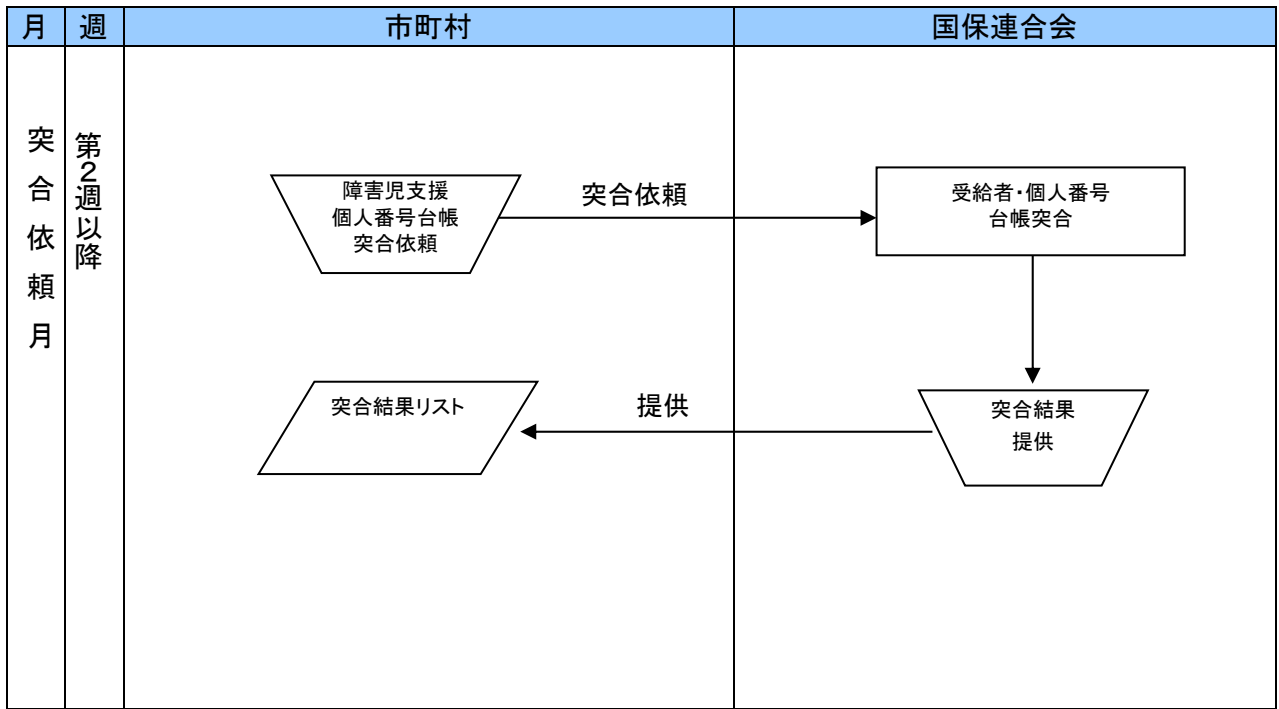 月
週
市町村
国保連合会
突合依頼月
第2週以降
障害児支援
個人番号台帳
突合依頼
突合依頼
受給者・個人番号
台帳突合
突合結果リスト
提供
突合結果
提供